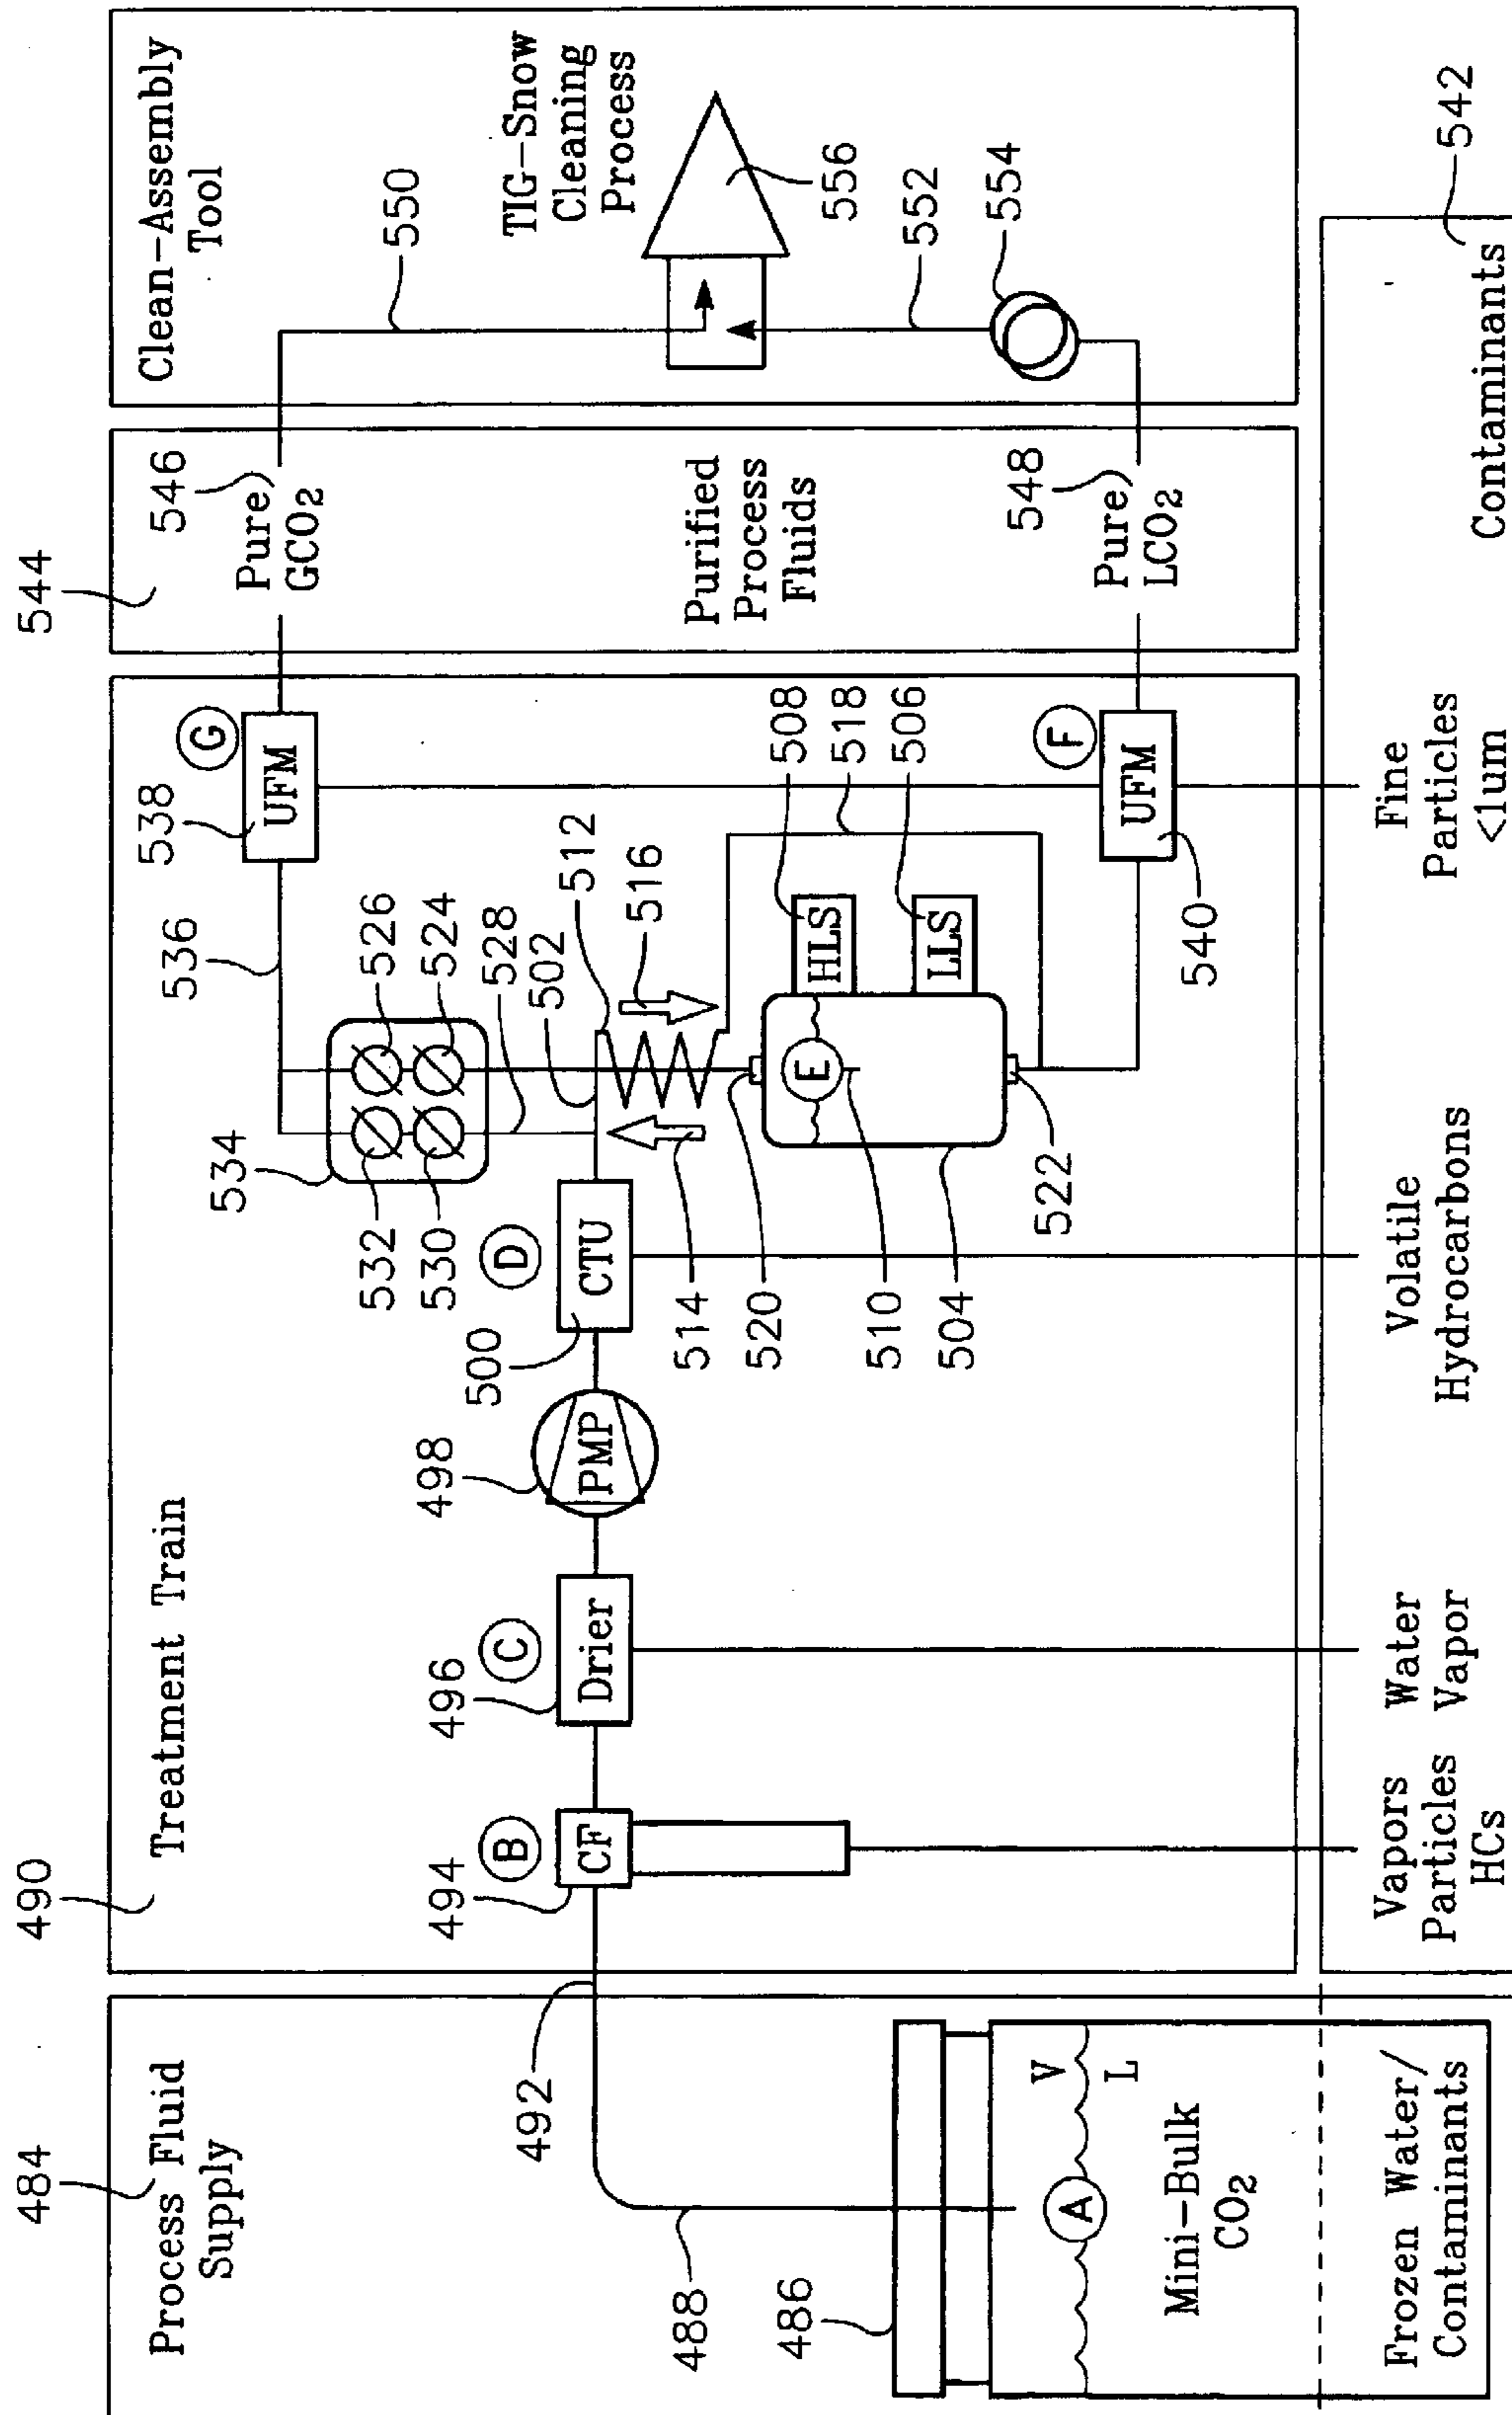 484
Process Fluid
Supply
492
488
486
V
L
A
Mini-Bulk
CO2
Frozen Water/
Contaminants
490
Treatment Train
494
B
CF
496
C
Drier
498
PMP
500
D
CTU
534
532
530
536
526
524
528
502
512
516
514
520
510
504
522
E
HLS
LLS
508
518
506
538
G
UFM
F
UFM
540
Vapors
Particles
HCs
Water
Vapor
Volatile
Hydrocarbons
Fine
Particles
<1um
Contaminants
542
544
546
Pure
GCO2
Purified
Process
Fluids
548
Pure
LCO2
Clean-Assembly
Tool
550
TIG-Snow
Cleaning
Process
556
552
554